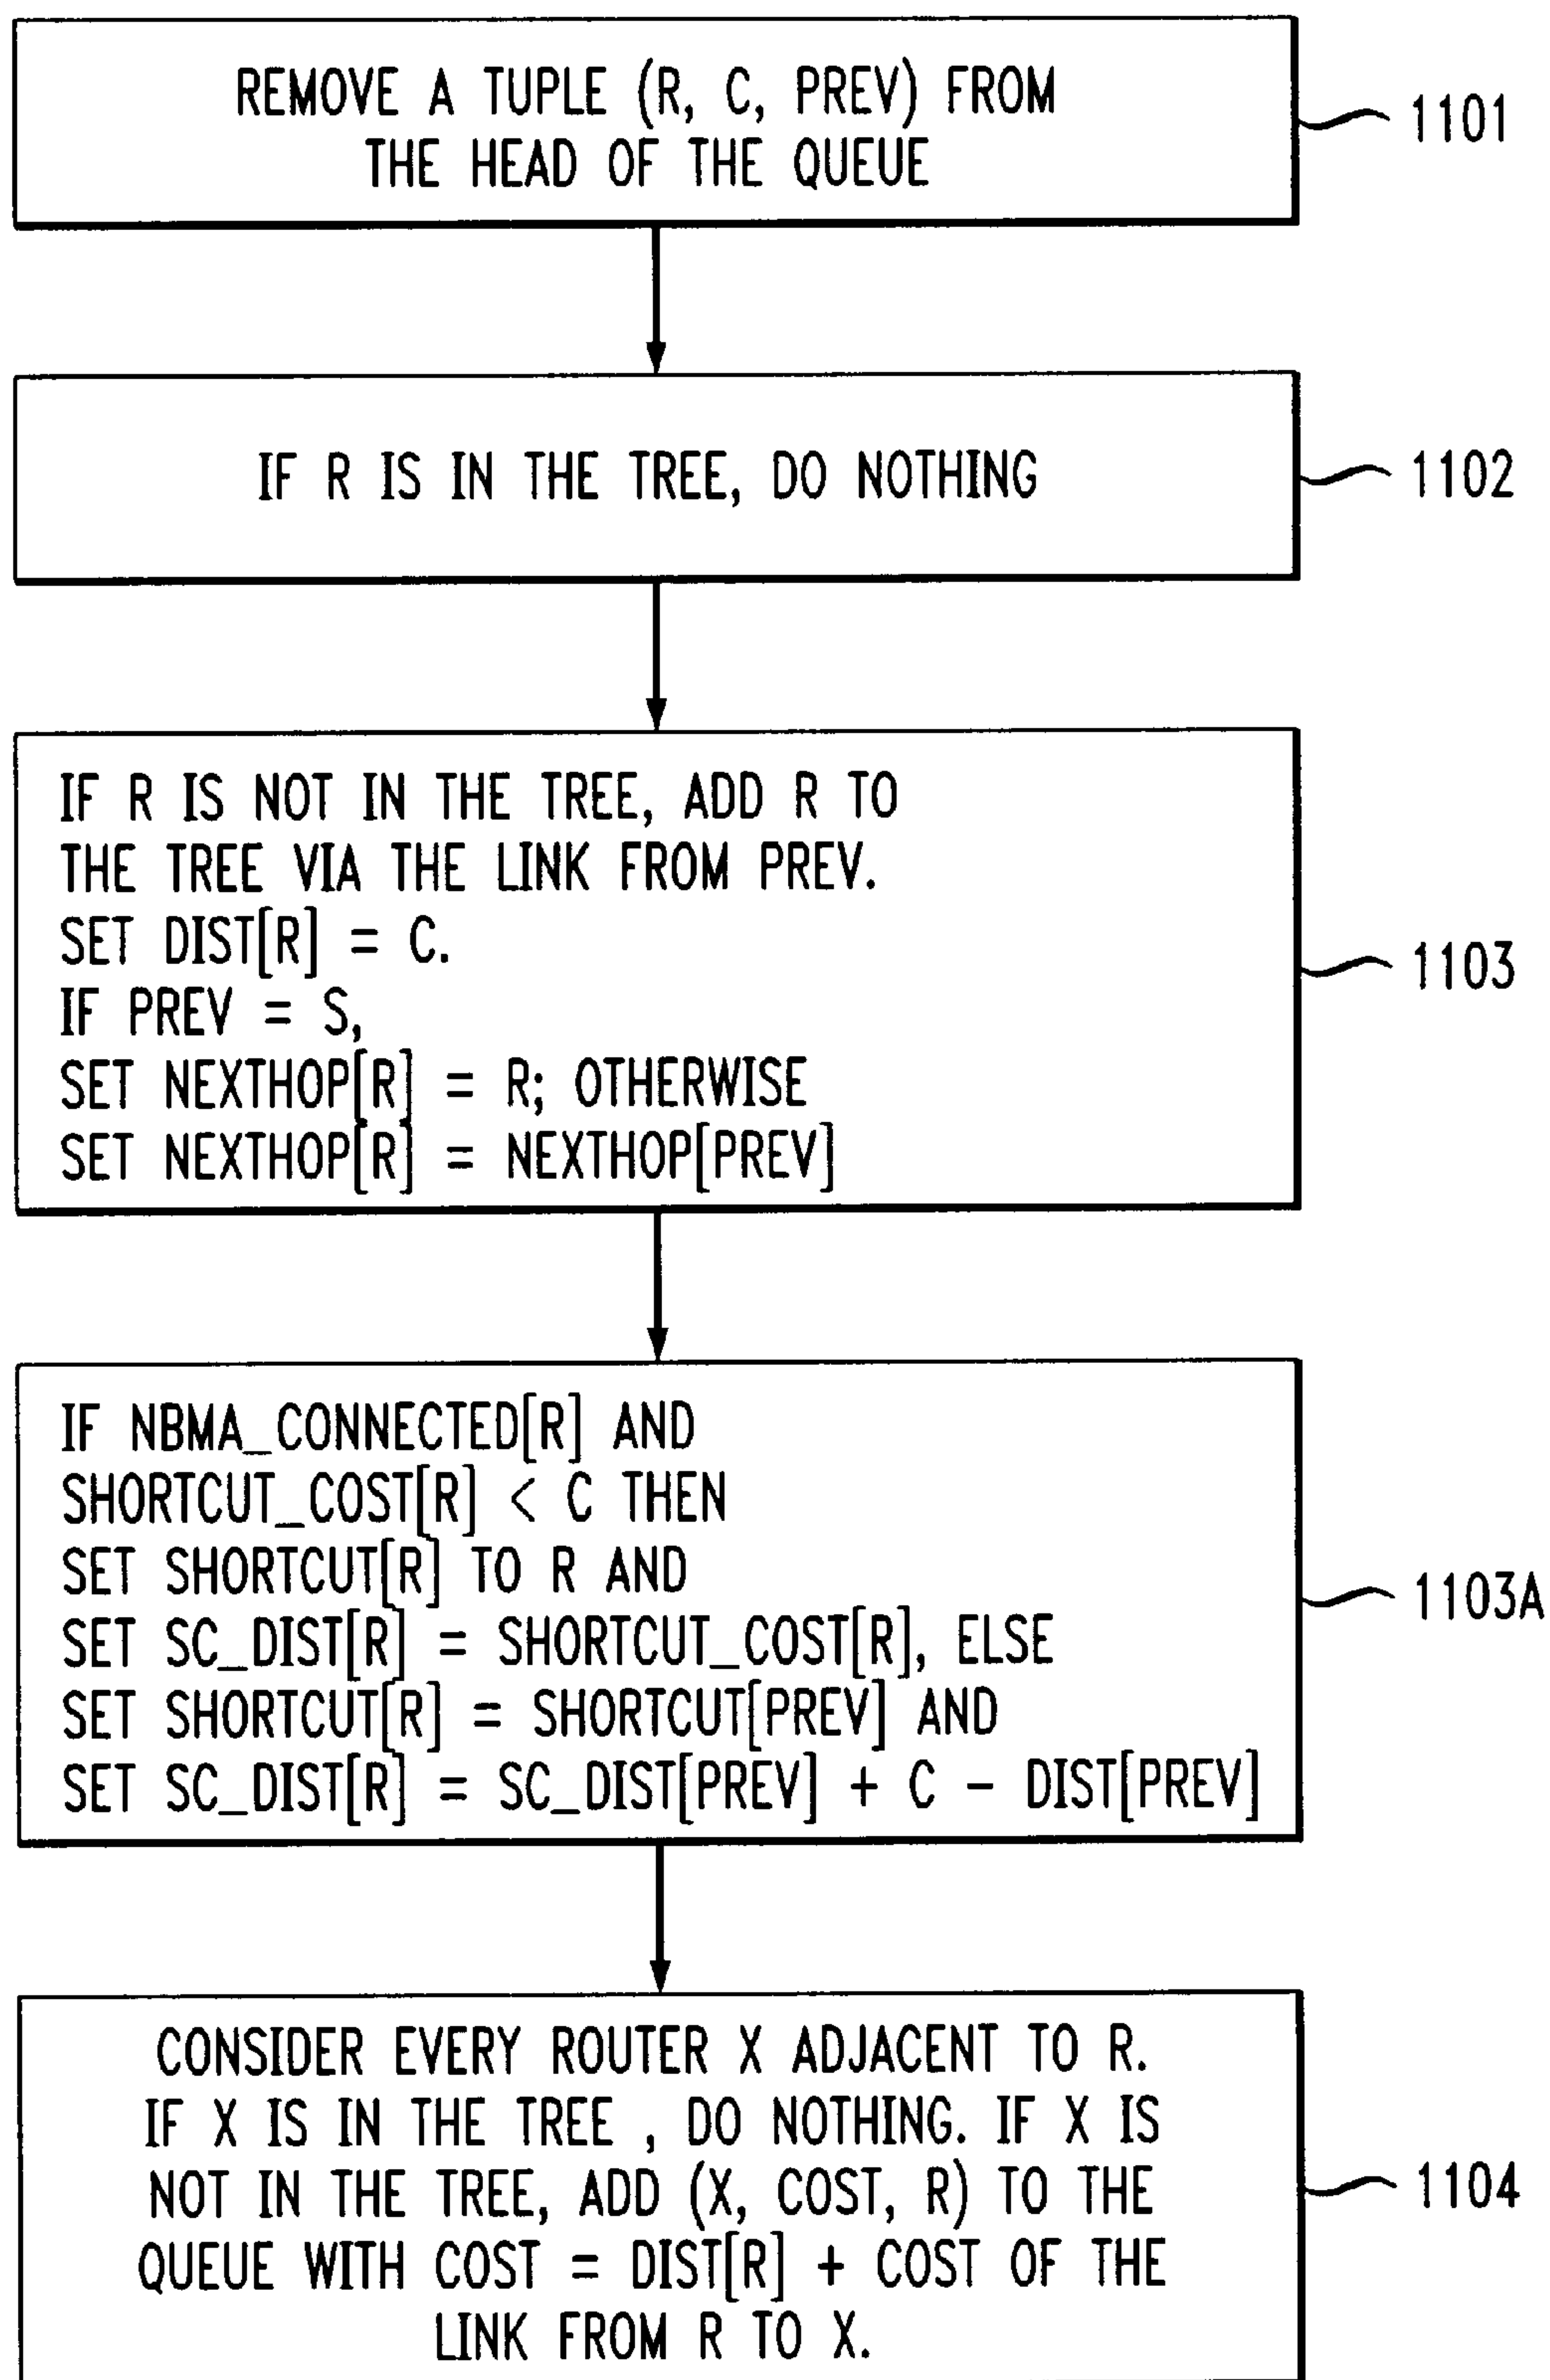 REMOVE A TUPLE (R, C, PREV) FROM
THE HEAD OF THE QUEUE
1101
IF R IS IN THE TREE, DO NOTHING
1102
IF R IS NOT IN THE TREE, ADD R TO
THE TREE VIA THE LINK FROM PREV.
SET DIST[R] = C.
IF PREV = S,
SET NEXTHOP[R] = R; OTHERWISE
SET NEXTHOP[R] = NEXTHOP[PREV]
1103
IF NBMA_CONNECTED[R] AND
SHORTCUT_COST[R] < C THEN
SET SHORTCUT[R] TO R AND
SET SC_DIST[R] = SHORTCUT_COST[R], ELSE
SET SHORTCUT[R] = SHORTCUT[PREV] AND
SET SC_DIST[R] = SC_DIST[PREV] + C - DIST[PREV]
1103A
CONSIDER EVERY ROUTER X ADJACENT TO R.
IF X IS IN THE TREE , DO NOTHING. IF X IS
NOT IN THE TREE, ADD (X, COST, R) TO THE
QUEUE WITH COST = DIST[R] + COST OF THE
LINK FROM R TO X.
1104